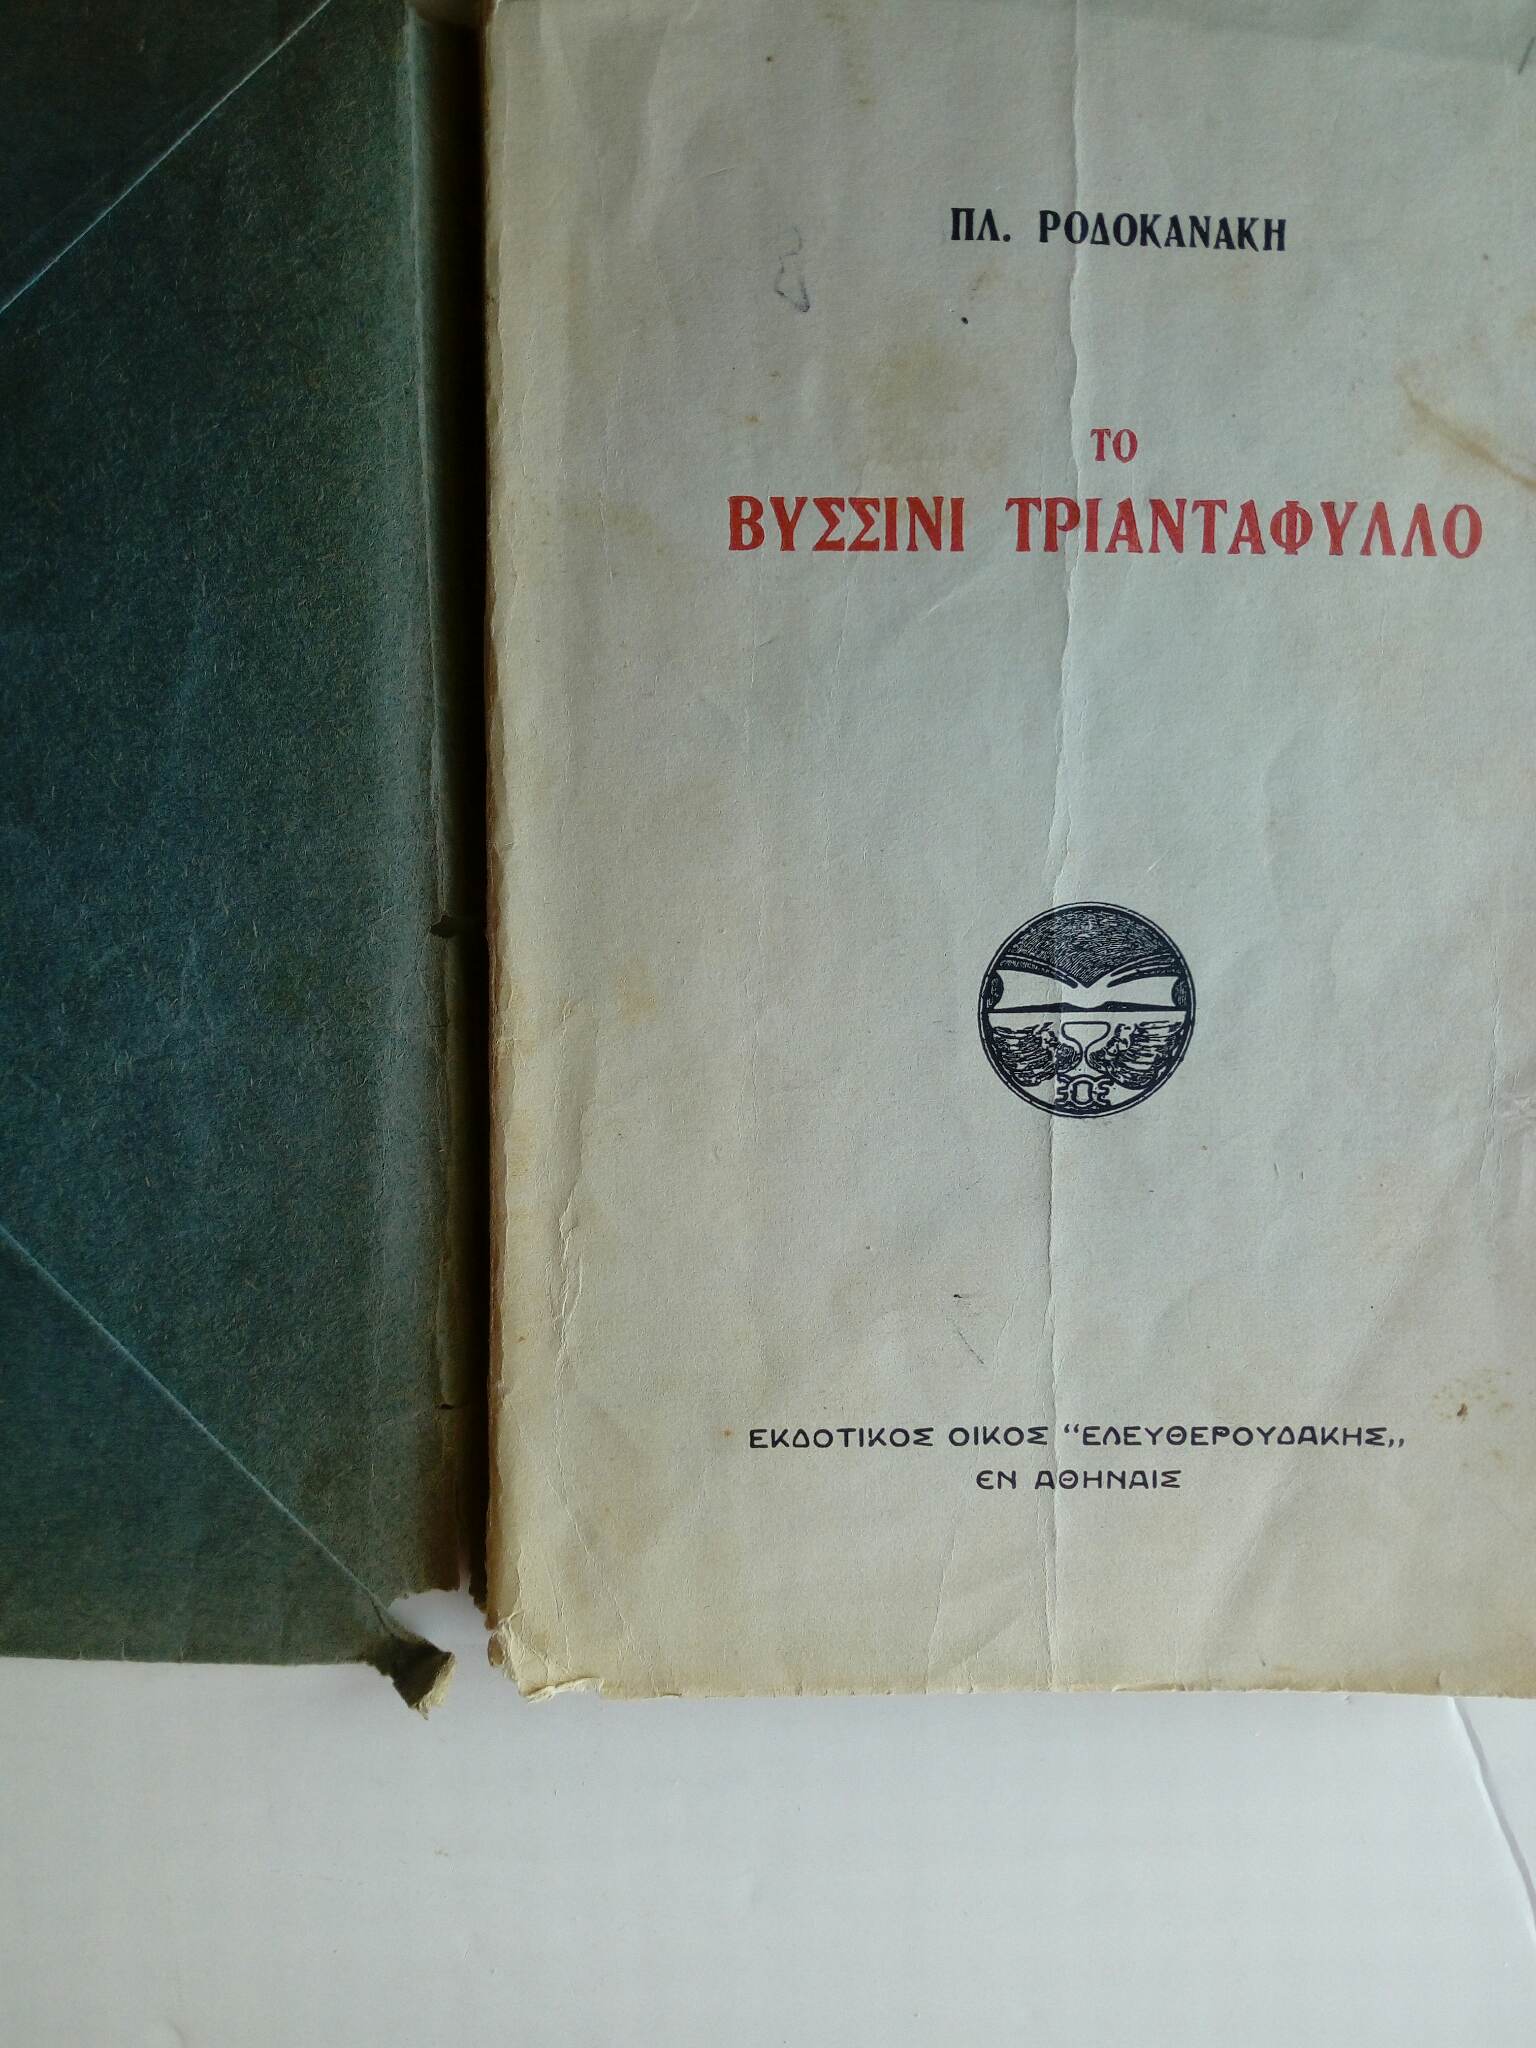 ΠΛ. ΡΟΔΟΚΑΝΑΚΗ
ΤΟ
ΒΥΣΣΙΝΙ ΤΡΙΑΝΤΑΦΥΛΛΟ
ΕΚΔΟΤΙΚΟΣ ΟΙΚΟΣ “ΕΛΕΥΘΕΡΟΥΔΑΚΗΣ„
ΕΝ ΑΘΗΝΑΙΣ